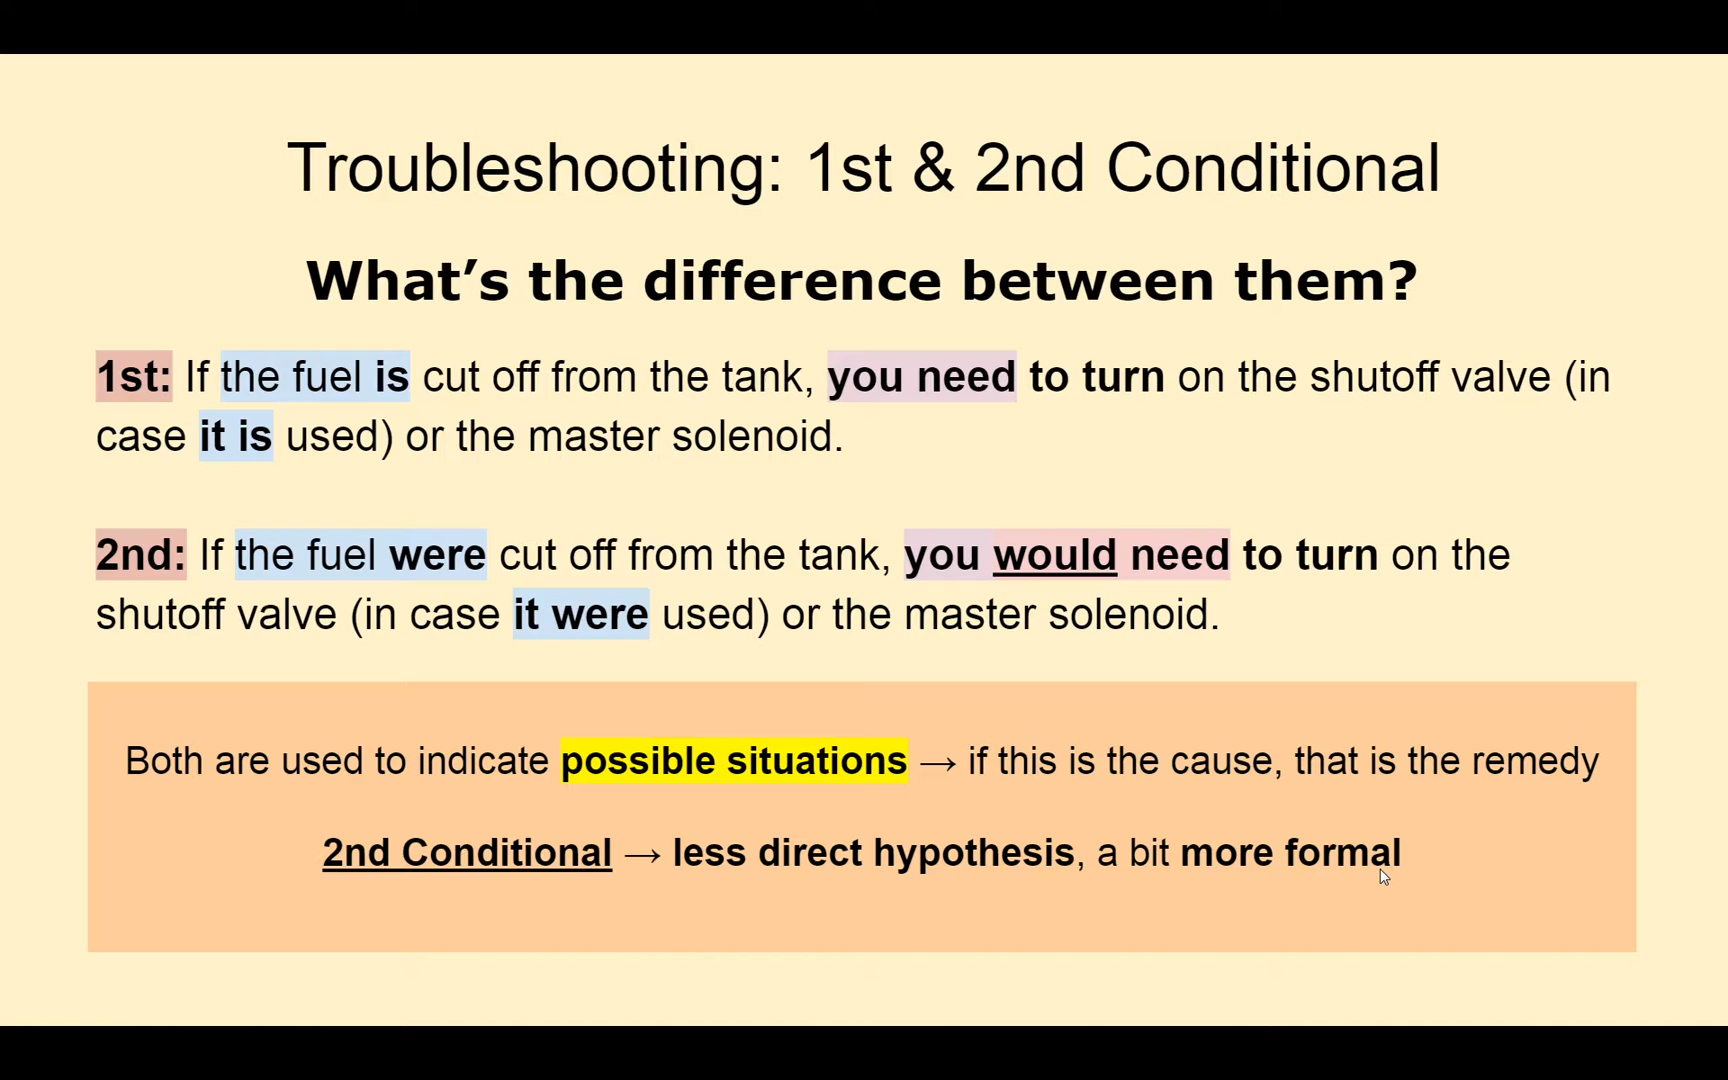 Troubleshooting: 1st & 2nd Conditional
What’s the difference between them?
1st: If the fuel is cut off from the tank, you need to turn on the shutoff valve (in
case it is used) or the master solenoid.
2nd: If the fuel were cut off from the tank, you would need to turn on the
shutoff valve (in case it were used) or the master solenoid.
Both are used to indicate possible situations → if this is the cause, that is the remedy
2nd Conditional → less direct hypothesis, a bit more formal